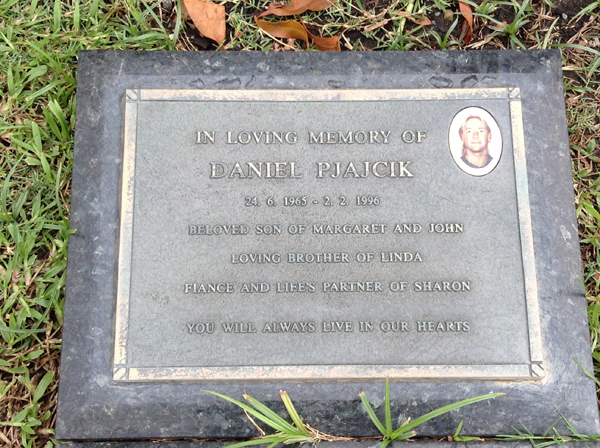 IN LOVING MEMORY OF
DANIEL PJAJCIK
24. 6. 1965 - 2. 2. 1996
BELOVED SON OF MARGARET AND JOHN
LOVING BROTHER OF LINDA
FIANCE AND LIFE'S PARTNER OF SHARON
YOU WILL ALWAYS LIVE IN OUR HEARTS